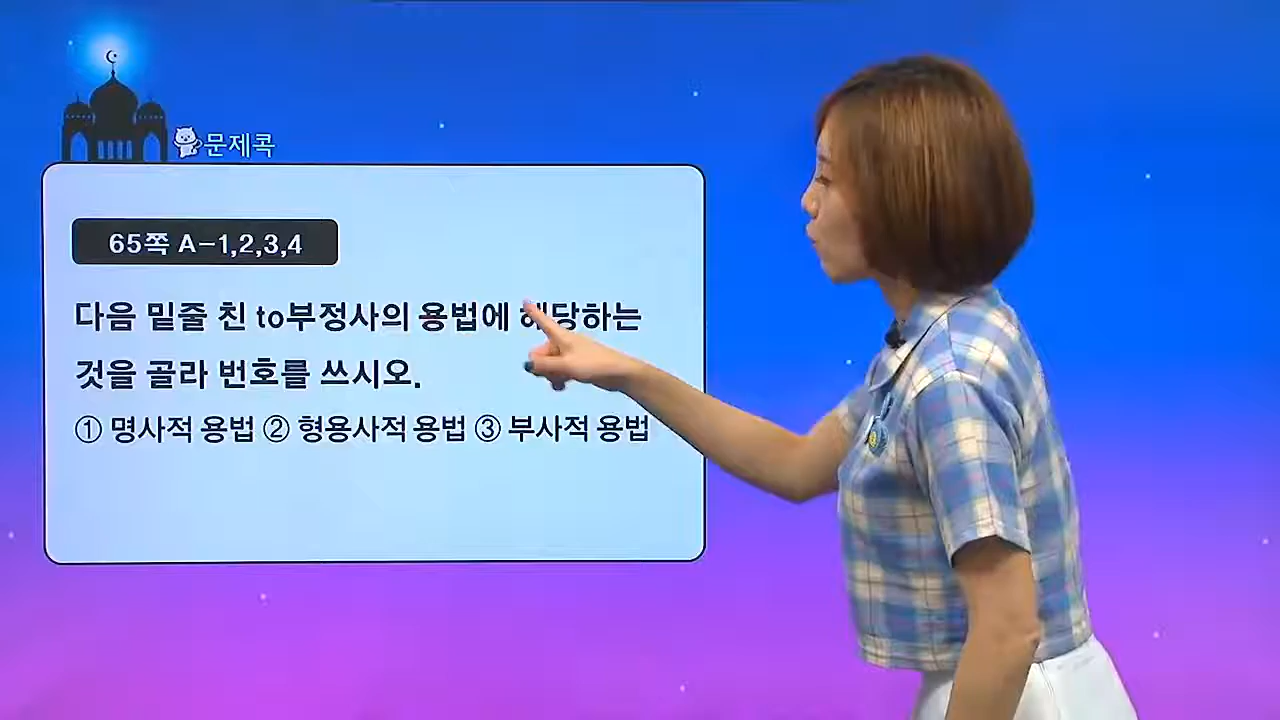 문제콕
65쪽 A-1,2,3,4
다음 밑줄 친 to부정사의 용법에 해당하는
것을 골라 번호를 쓰시오.
① 명사적 용법 ② 형용사적 용법 ③ 부사적 용법